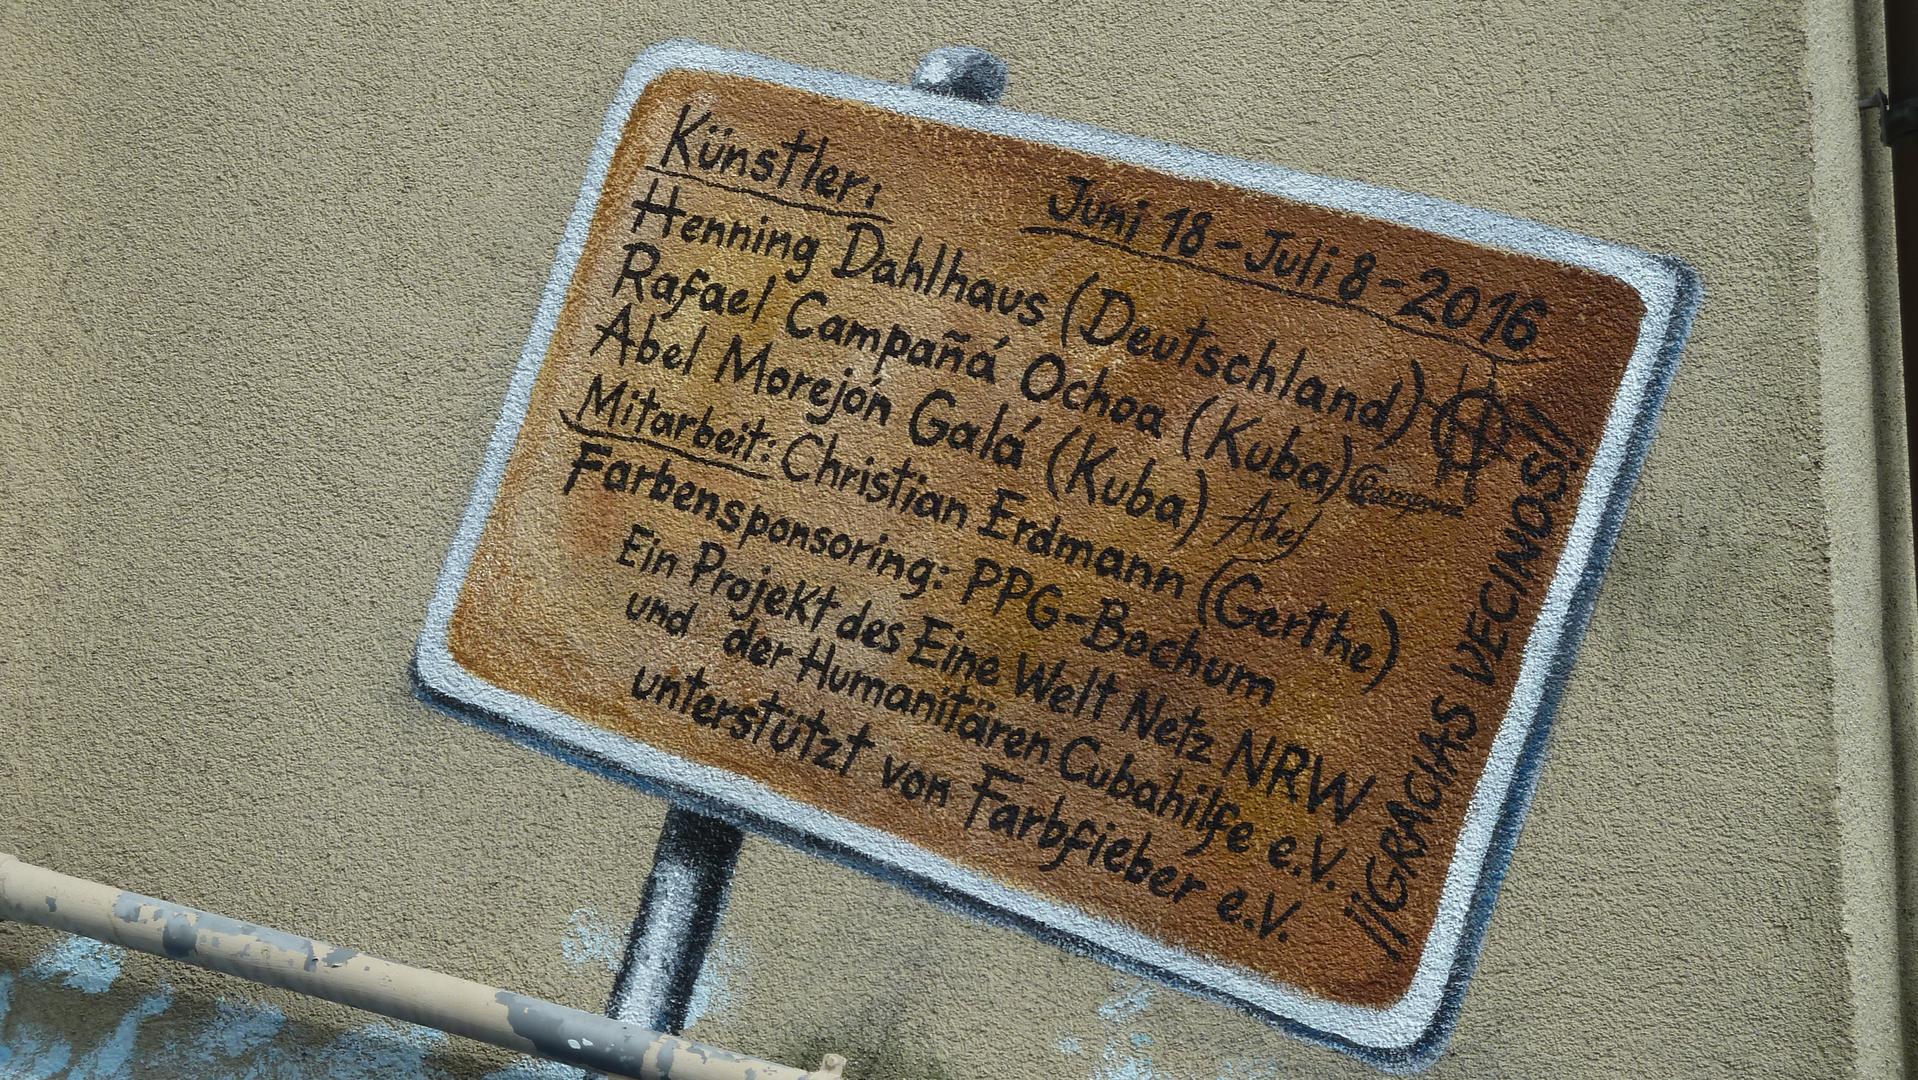 Künstler:
Juni 18-Juli 8-2016
Henning Dahlhaus (Deutschland)
Rafael Campañá Ochoa (Kuba)
Abel Morejón Galá (Kuba) Abel
Mitarbeit: Christian Erdmann (Gerthe)
Farbensponsoring: PPG-Bochum
Ein Projekt des Eine Welt Netz NRW
und der Humanitären Cubahilfe e.V.
unterstützt von Farbfieber e.V.
¡¡GRACIAS VECINOS!!